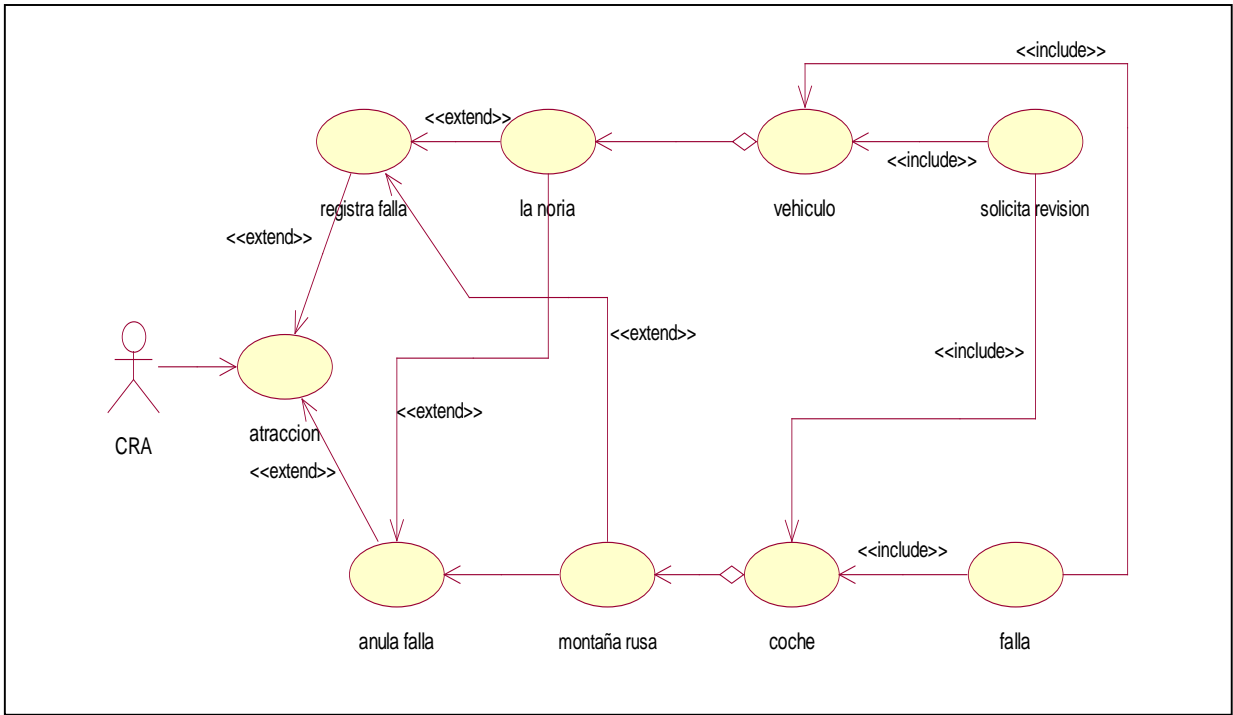 <<include>>
<<extend>>
<<include>>
registra falla
la noria
vehiculo
solicita revision
<<extend>>
<<extend>>
<<include>>
<<extend>>
atraccion
CRA
<<extend>>
<<include>>
anula falla
montaña rusa
coche
falla